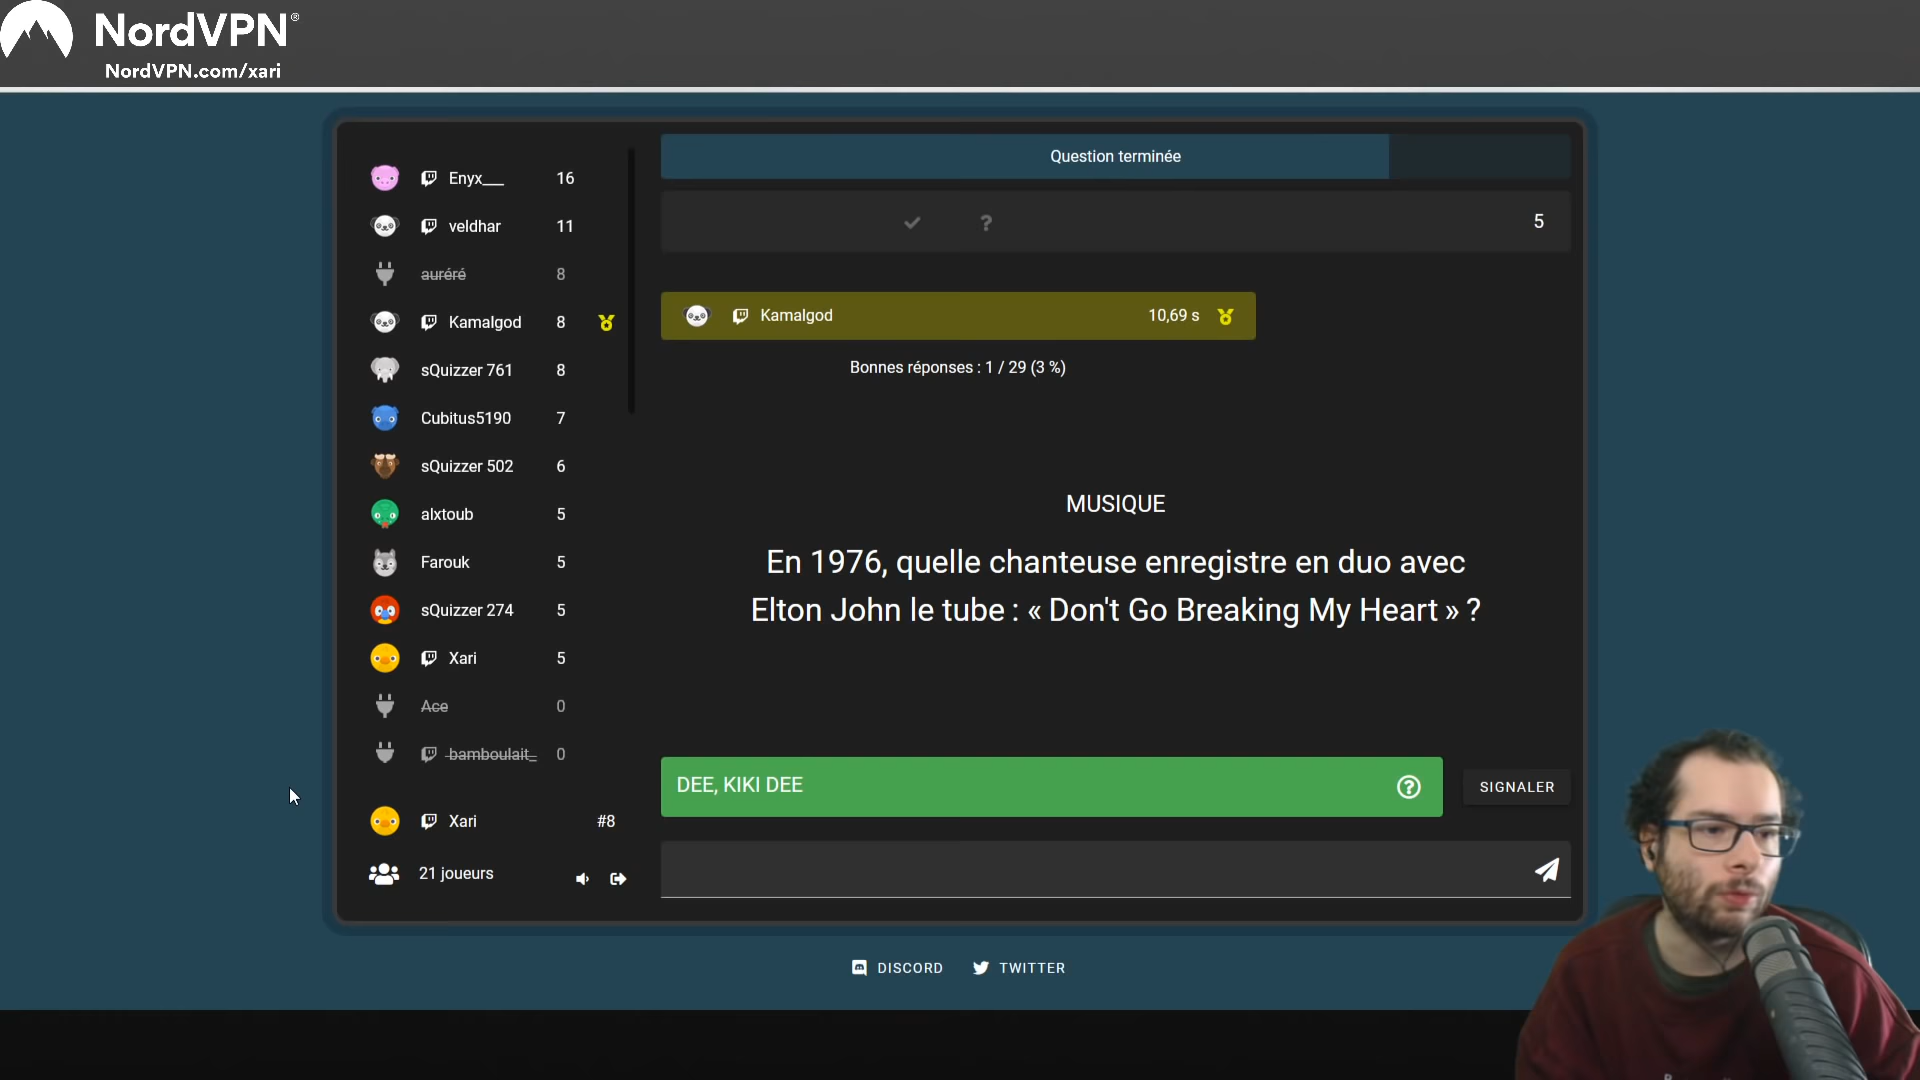 NordVPN®
NordVPN.com/xari
Enyx___ 16
veldhar 11
auréré 8
Kamalgod 8
sQuizzer 761 8
Cubitus5190 7
sQuizzer 502 6
alxtoub 5
Farouk 5
sQuizzer 274 5
Xari 5
Ace 0
bamboulait_ 0
Xari #8
21 joueurs
Question terminée
? 5
Kamalgod 10,69 s
Bonnes réponses : 1 / 29 (3 %)
MUSIQUE
En 1976, quelle chanteuse enregistre en duo avec
Elton John le tube : « Don't Go Breaking My Heart » ?
DEE, KIKI DEE ?
SIGNALER
DISCORD TWITTER